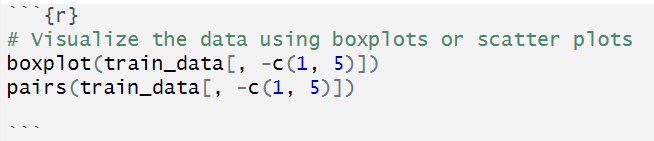 ```{r}
# Visualize the data using boxplots or scatter plots
boxplot(train_data[, -c(1, 5)])
pairs(train_data[, -c(1, 5)])
```